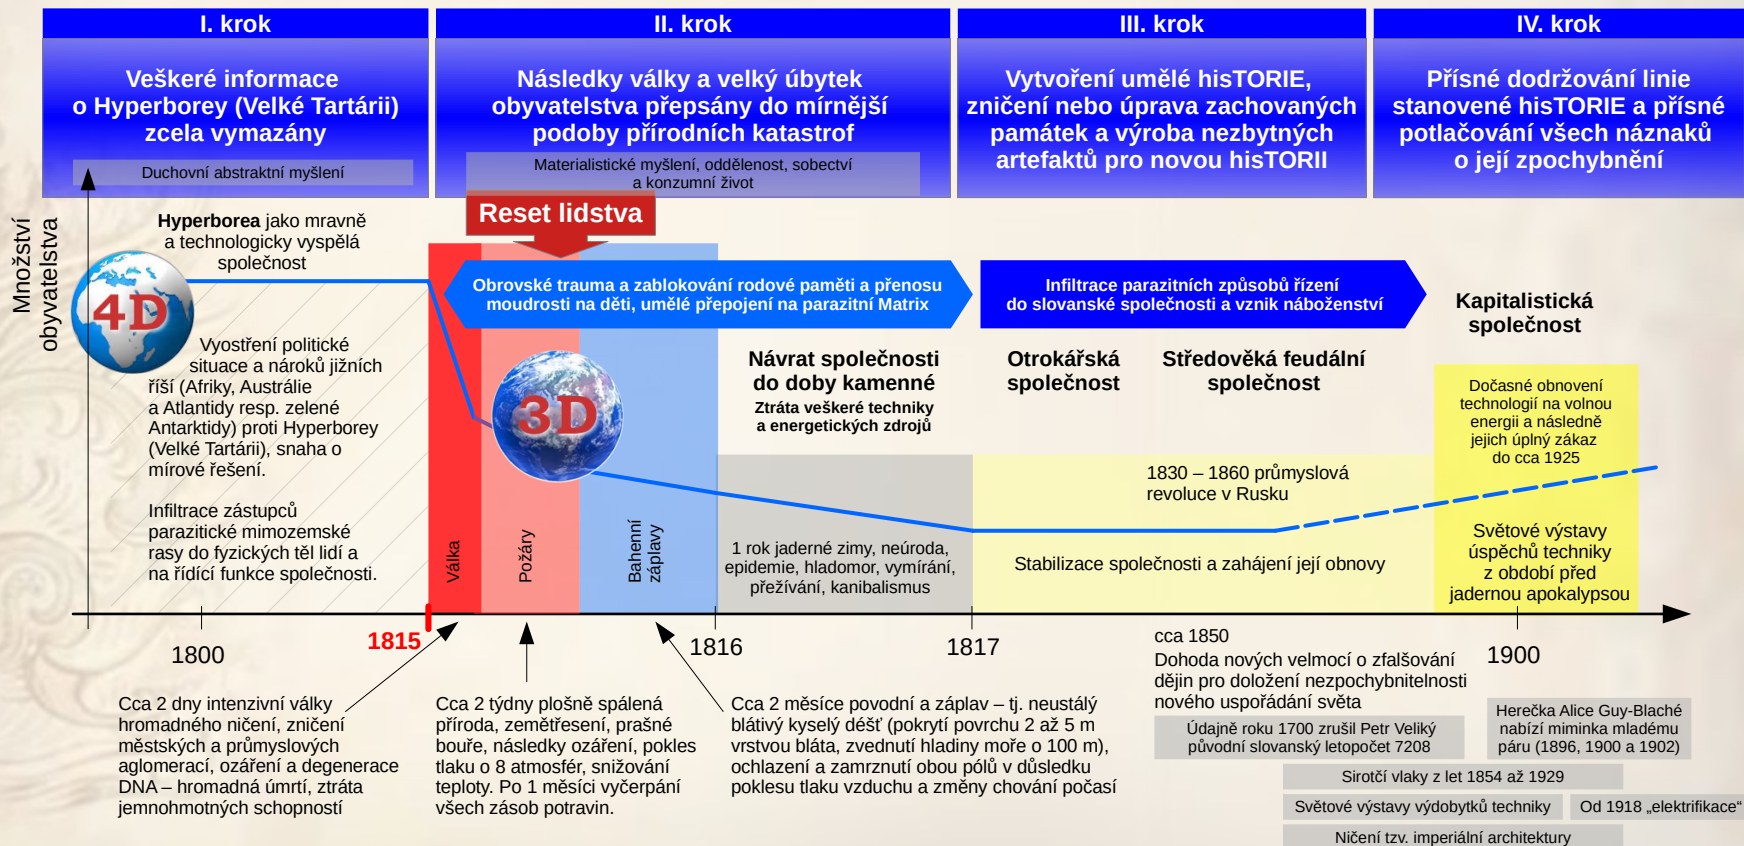 I. krok
Veškeré informace
o Hyperborey (Velké Tartárii)
zcela vymazány
Duchovní abstraktní myšlení
II. krok
Následky války a velký úbytek
obyvatelstva přepsány do mírnější
podoby přírodních katastrof
Materialistické myšlení, oddělenost, sobectví
a konzumní život
III. krok
Vytvoření umělé hisTORIE,
zničení nebo úprava zachovaných
památek a výroba nezbytných
artefaktů pro novou hisTORII
IV. krok
Přísné dodržování linie
stanovené hisTORIE a přísné
potlačování všech náznaků
o její zpochybnění
Reset lidstva
Množství
obyvatelstva
Hyperborea jako mravně
a technologicky vyspělá
společnost
4D
Vyostření politické
situace a nároků jižních
říší (Afriky, Austrálie
a Atlantidy resp. zelené
Antarktidy) proti Hyperborey
(Velké Tartárii), snaha o
mírové řešení.
Infiltrace zástupců
parazitické mimozemské
rasy do fyzických těl lidí a
na řídící funkce společnosti.
Obrovské trauma a zablokování rodové paměti a přenosu
moudrosti na děti, umělé přepojení na parazitní Matrix
Infiltrace parazitních způsobů řízení
do slovanské společnosti a vznik náboženství
3D
Válka
Požáry
Bahenní
záplavy
Návrat společnosti
do doby kamenné
Ztráta veškeré techniky
a energetických zdrojů
1 rok jaderné zimy, neúroda,
epidemie, hladomor, vymírání,
přežívání, kanibalismus
Otrokářská
společnost
Středověká feudální
společnost
1830 – 1860 průmyslová
revoluce v Rusku
Stabilizace společnosti a zahájení její obnovy
Kapitalistická
společnost
Dočasné obnovení
technologií na volnou
energii a následně
jejich úplný zákaz
do cca 1925
Světové výstavy
úspěchů techniky
z období před
jadernou apokalypsou
1800
1815
1816
1817
1900
Cca 2 dny intenzivní války
hromadného ničení, zničení
městských a průmyslových
aglomerací, ozáření a degenerace
DNA – hromadná úmrtí, ztráta
jemnohmotných schopností
Cca 2 týdny plošně spálená
příroda, zemětřesení, prašné
bouře, následky ozáření, pokles
tlaku o 8 atmosfér, snižování
teploty. Po 1 měsíci vyčerpání
všech zásob potravin.
Cca 2 měsíce povodní a záplav – tj. neustálý
blátivý kyselý déšť (pokrytí povrchu 2 až 5 m
vrstvou bláta, zvednutí hladiny moře o 100 m),
ochlazení a zamrznutí obou pólů v důsledku
poklesu tlaku vzduchu a změny chování počasí
cca 1850
Dohoda nových velmocí o zfalšování
dějin pro doložení nezpochybnitelnosti
nového uspořádání světa
Údajně roku 1700 zrušil Petr Veliký
původní slovanský letopočet 7208
Herečka Alice Guy-Blaché
nabízí miminka mladému
páru (1896, 1900 a 1902)
Sirotčí vlaky z let 1854 až 1929
Světové výstavy výdobytků techniky
Od 1918 „elektrifikace“
Ničení tzv. imperiální architektury